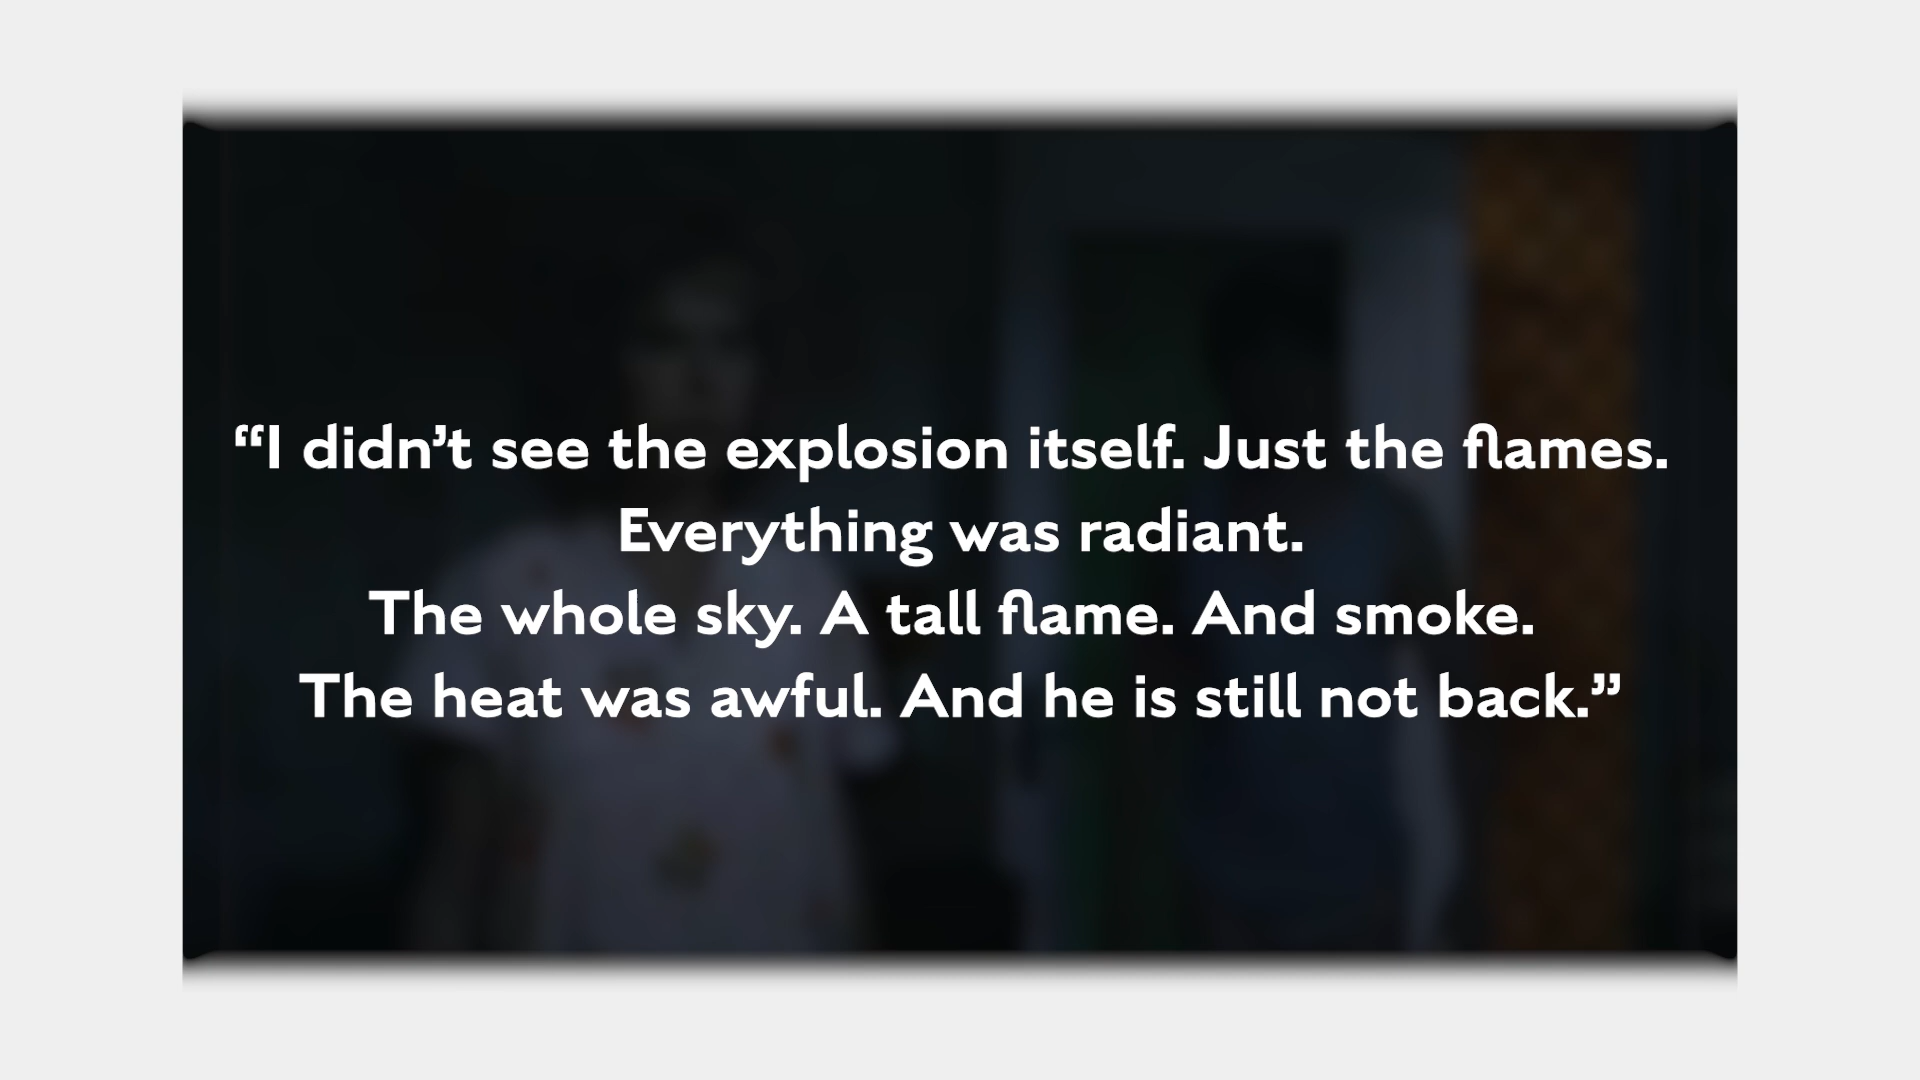 “I didn’t see the explosion itself. Just the flames.
Everything was radiant.
The whole sky. A tall flame. And smoke.
The heat was awful. And he is still not back.”